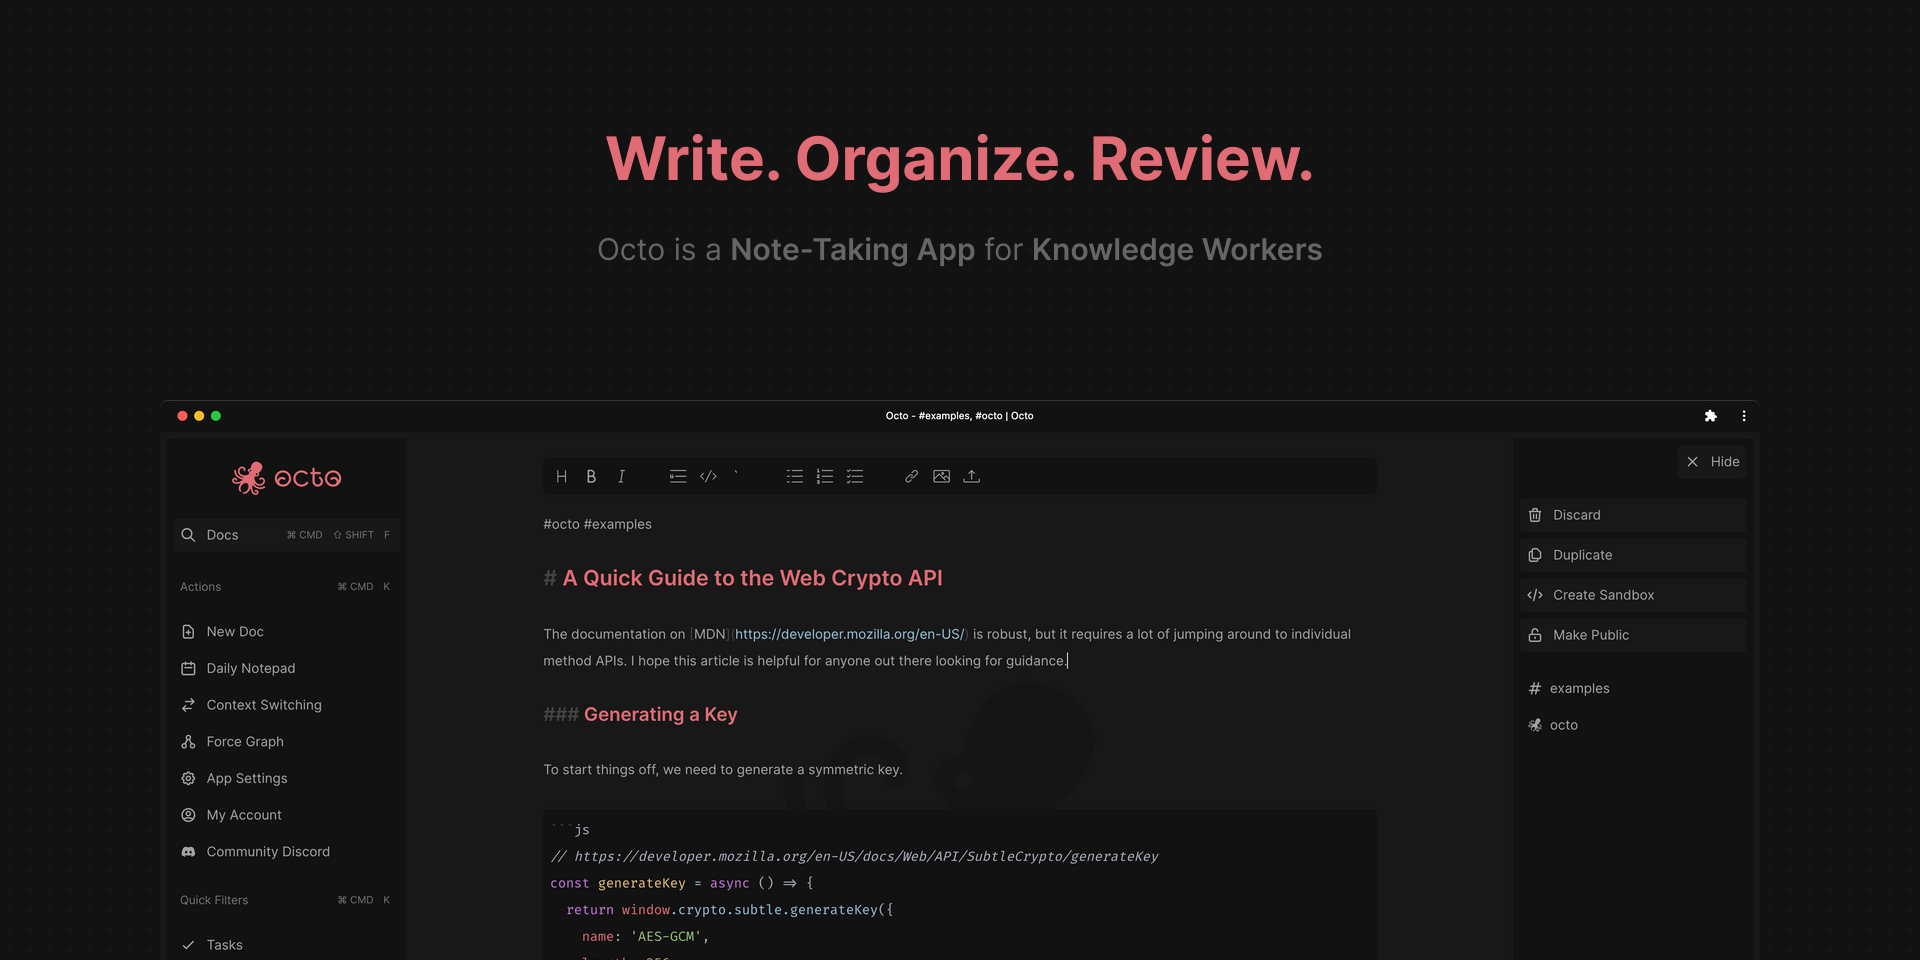 Write. Organize. Review.
Octo is a Note-Taking App for Knowledge Workers
Octo - #examples, #octo | Octo
octo
Docs ⌘ CMD ⇧ SHIFT F
Actions ⌘ CMD K
New Doc
Daily Notepad
Context Switching
Force Graph
App Settings
My Account
Community Discord
Quick Filters ⌘ CMD K
Tasks
H B I
#octo #examples
# A Quick Guide to the Web Crypto API
The documentation on [MDN](https://developer.mozilla.org/en-US/) is robust, but it requires a lot of jumping around to individual
method APIs. I hope this article is helpful for anyone out there looking for guidance.
### Generating a Key
To start things off, we need to generate a symmetric key.
```js
// https://developer.mozilla.org/en-US/docs/Web/API/SubtleCrypto/generateKey
const generateKey = async () => {
return window.crypto.subtle.generateKey({
name: 'AES-GCM',
Hide
Discard
Duplicate
Create Sandbox
Make Public
# examples
octo